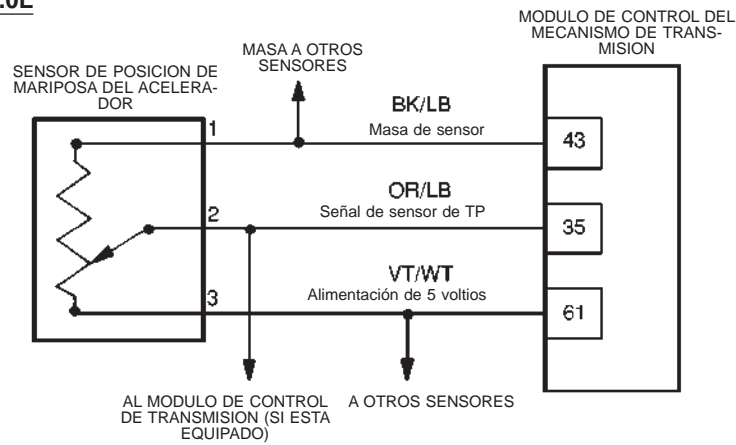 MODULO DE CONTROL DEL
MECANISMO DE TRANS-
MISION
MASA A OTROS
SENSORES
SENSOR DE POSICION DE
MARIPOSA DEL ACELERA-
DOR
1
BK/LB
Masa de sensor
43
2
OR/LB
Señal de sensor de TP
35
3
VT/WT
Alimentación de 5 voltios
61
AL MODULO DE CONTROL
DE TRANSMISION (SI ESTA
EQUIPADO)
A OTROS SENSORES